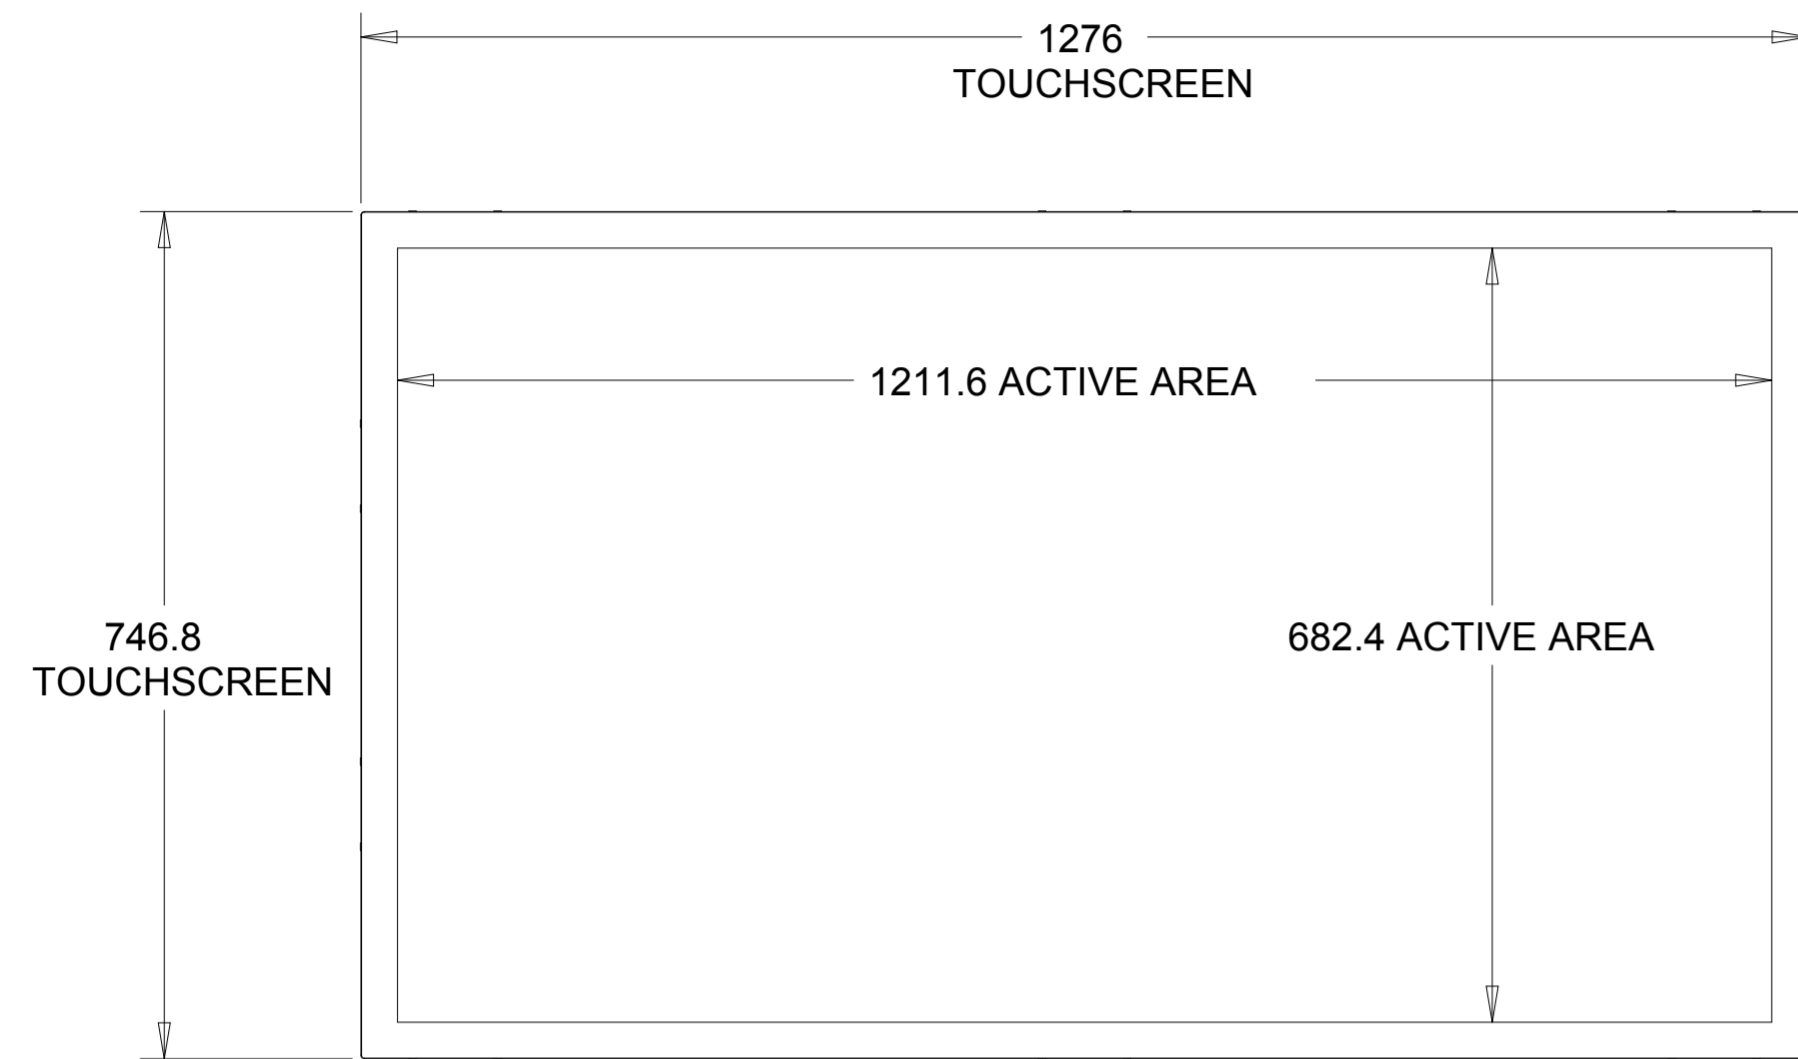 1276
TOUCHSCREEN
1211.6 ACTIVE AREA
746.8
TOUCHSCREEN
682.4 ACTIVE AREA